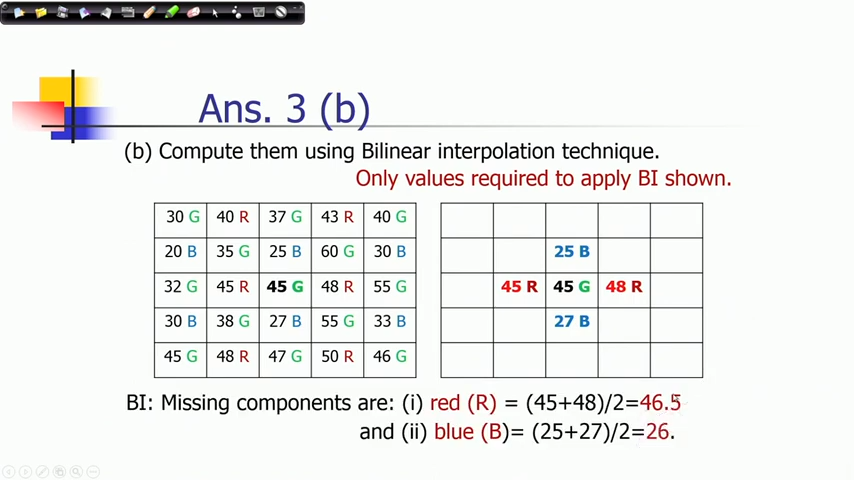 Ans. 3 (b)
(b) Compute them using Bilinear interpolation technique.
Only values required to apply BI shown.
30 G 40 R 37 G 43 R 40 G
20 B 35 G 25 B 60 G 30 B 25 B
32 G 45 R 45 G 48 R 55 G 45 R 45 G 48 R
30 B 38 G 27 B 55 G 33 B 27 B
45 G 48 R 47 G 50 R 46 G
BI: Missing components are: (i) red (R) = (45+48)/2=46.5
and (ii) blue (B)= (25+27)/2=26.